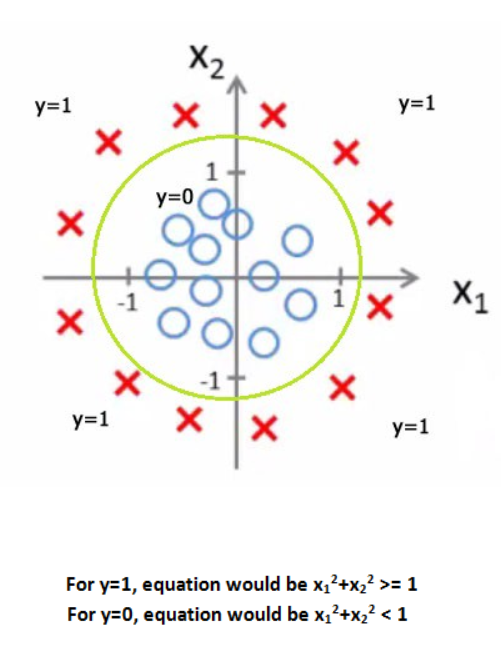 X₂
y=1
y=1
1
y=0
-1
1
X₁
-1
y=1
y=1
For y=1, equation would be x₁²+x₂² >= 1
For y=0, equation would be x₁²+x₂² < 1